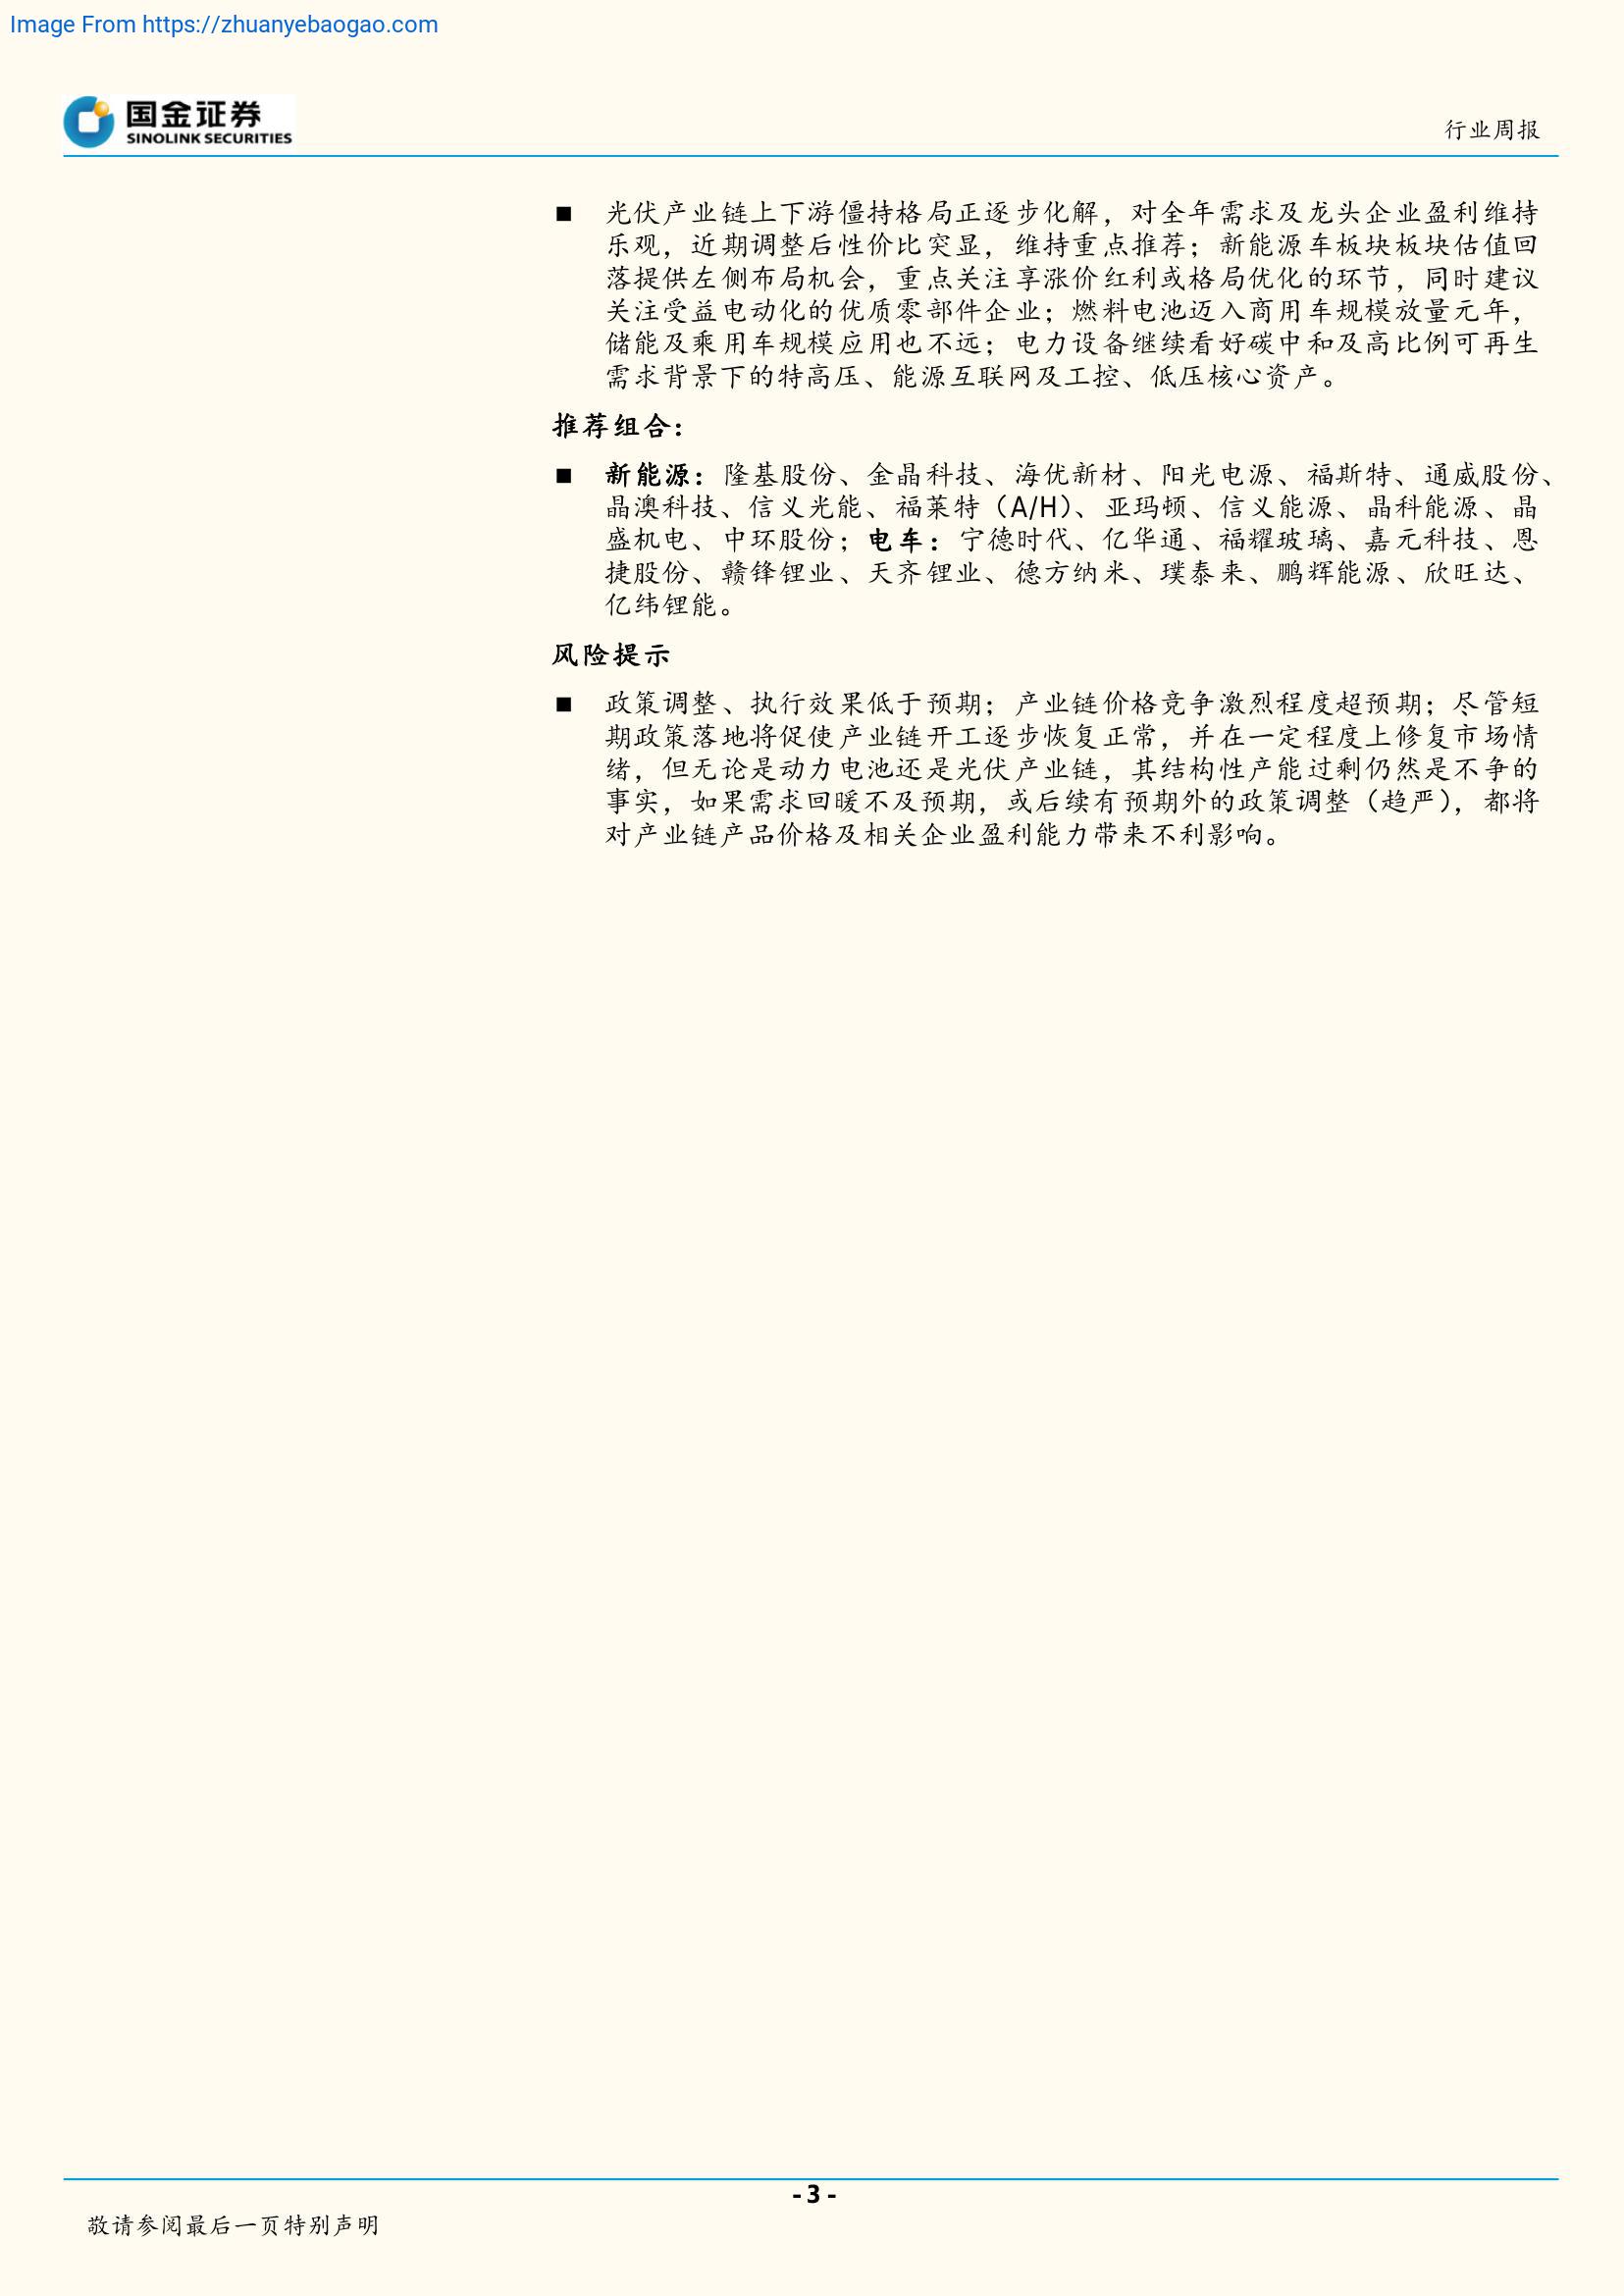 Image From https://zhuanyebaogao.com
国金证券
SINOLINK SECURITIES
行业周报
■ 光伏产业链上下游僵持格局正逐步化解，对全年需求及龙头企业盈利维持
乐观，近期调整后性价比突显，维持重点推荐；新能源车板块板块估值回
落提供左侧布局机会，重点关注享涨价红利或格局优化的环节，同时建议
关注受益电动化的优质零部件企业；燃料电池迈入商用车规模放量元年，
储能及乘用车规模应用也不远；电力设备继续看好碳中和及高比例可再生
需求背景下的特高压、能源互联网及工控、低压核心资产。
推荐组合：
■ 新能源：隆基股份、金晶科技、海优新材、阳光电源、福斯特、通威股份、
晶澳科技、信义光能、福莱特（A/H）、亚玛顿、信义能源、晶科能源、晶
盛机电、中环股份；电车：宁德时代、亿华通、福耀玻璃、嘉元科技、恩
捷股份、赣锋锂业、天齐锂业、德方纳米、璞泰来、鹏辉能源、欣旺达、
亿纬锂能。
风险提示
■ 政策调整、执行效果低于预期；产业链价格竞争激烈程度超预期；尽管短
期政策落地将促使产业链开工逐步恢复正常，并在一定程度上修复市场情
绪，但无论是动力电池还是光伏产业链，其结构性产能过剩仍然是不争的
事实，如果需求回暖不及预期，或后续有预期外的政策调整（趋严），都将
对产业链产品价格及相关企业盈利能力带来不利影响。
- 3 -
敬请参阅最后一页特别声明